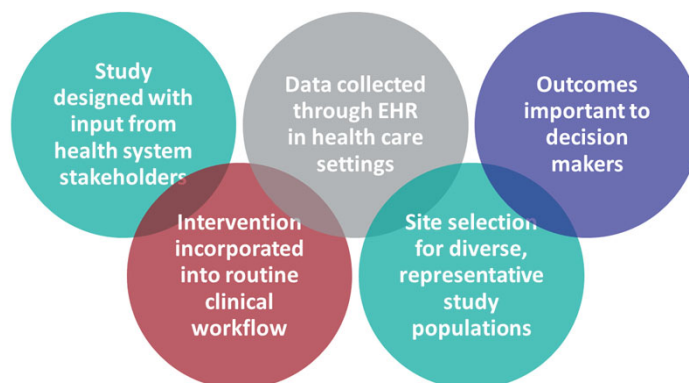 Study
designed with
input from
health system
stakeholders
Data collected
through EHR
in health care
settings
Outcomes
important to
decision
makers
Intervention
incorporated
into routine
clinical
workflow
Site selection
for diverse,
representative
study
populations